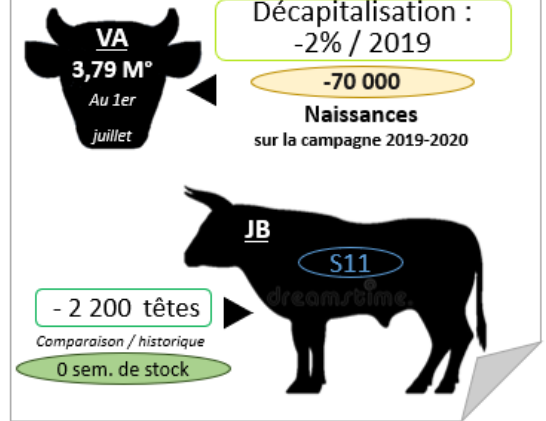 VA
3,79 M°
Au 1er
juillet
Décapitalisation :
-2% / 2019
-70 000
Naissances
sur la campagne 2019-2020
JB
S11
dreamstime.
- 2 200 têtes
Comparaison / historique
0 sem. de stock